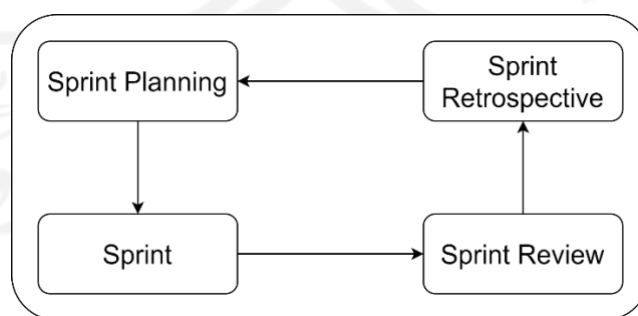 Sprint Planning
Sprint
Retrospective
Sprint
Sprint Review